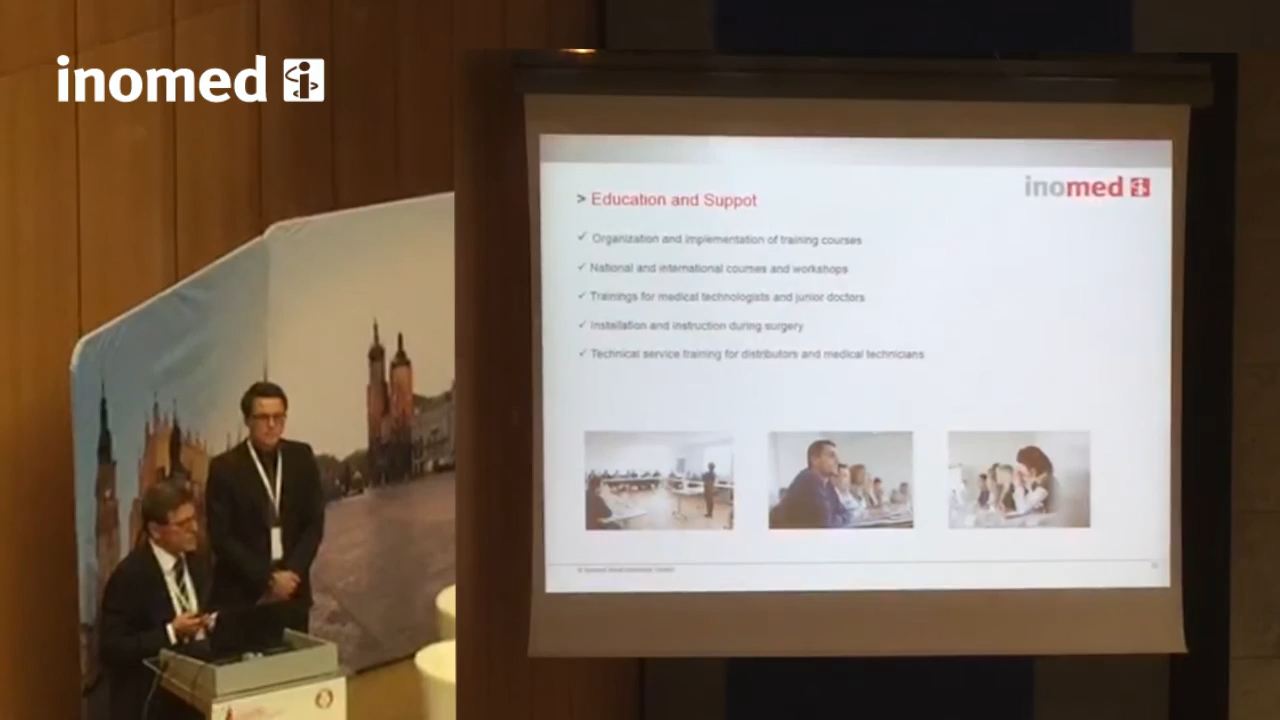 inomed
inomed
> Education and Suppot
✓ Organization and implementation of training courses
✓ National and international courses and workshops
✓ Trainings for medical technologists and junior doctors
✓ Installation and instruction during surgery
✓ Technical service training for distributors and medical technicians